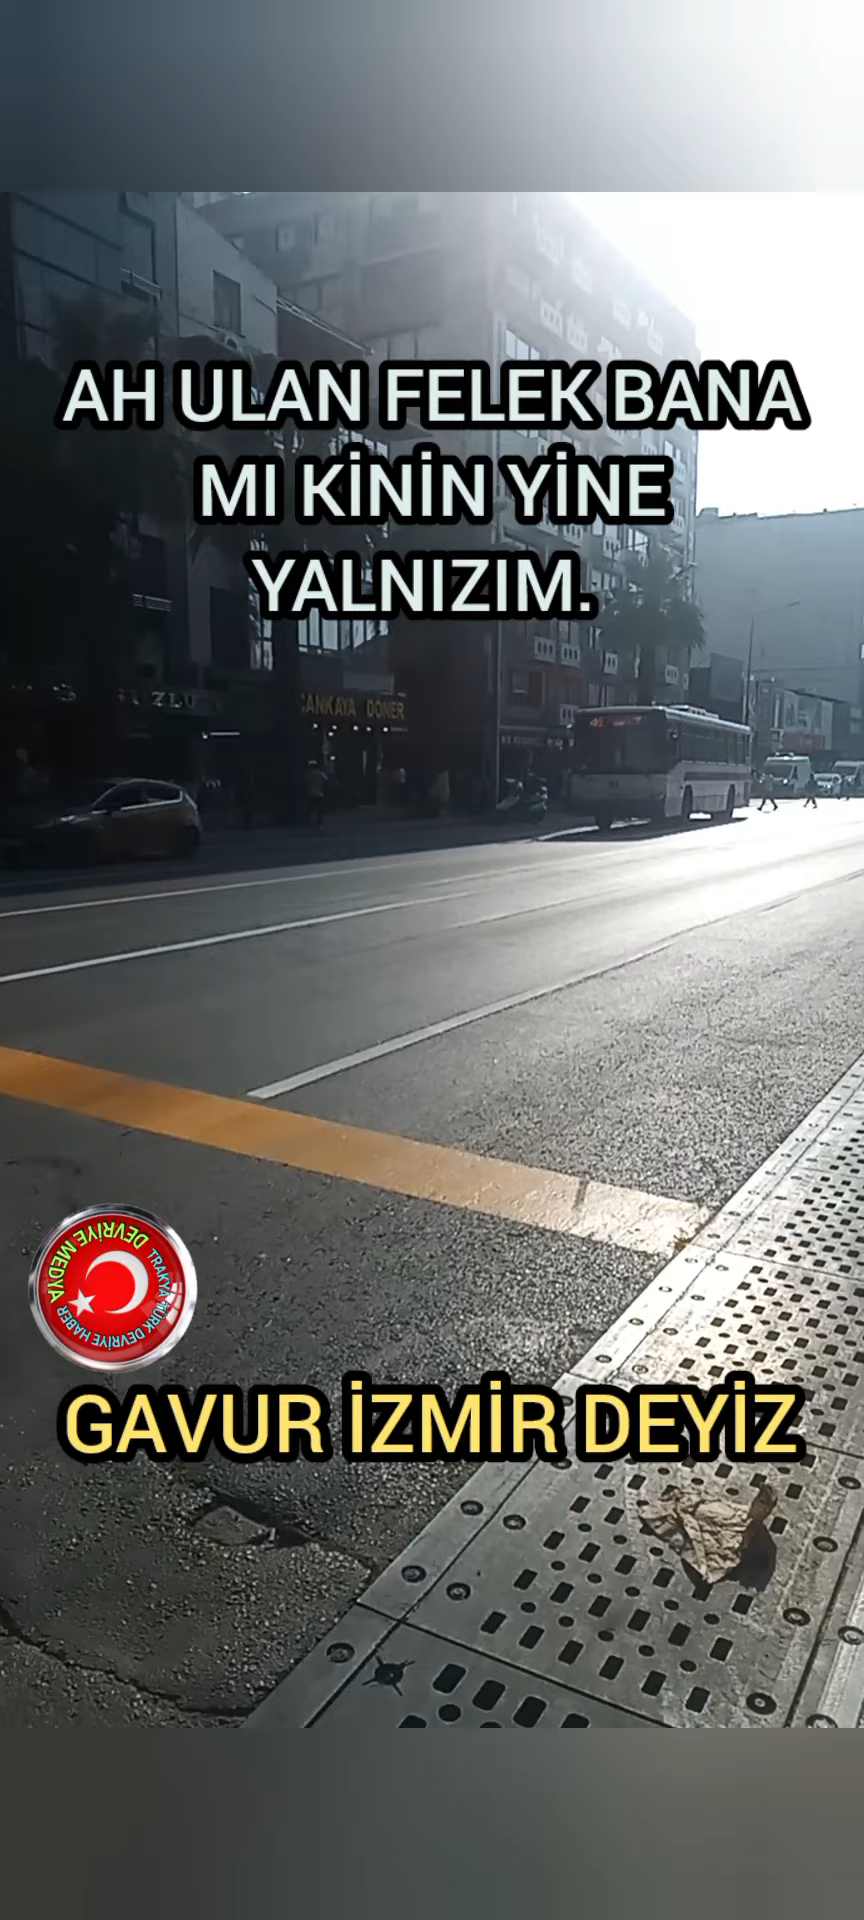 AH ULAN FELEK BANA
MI KİNİN YİNE
YALNIZIM.
ANKAYA DÖNER
DEVRİYE MEDYA
TRAKYA TÜRK DEVRİYE HABER
GAVUR İZMİR DEYİZ